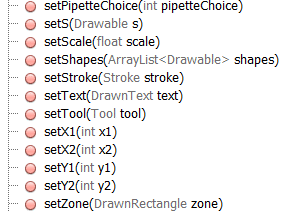 setPipetteChoice(int pipetteChoice)
setS(Drawable s)
setScale(float scale)
setShapes(ArrayList<Drawable> shapes)
setStroke(Stroke stroke)
setText(DrawnText text)
setTool(Tool tool)
setX1(int x1)
setX2(int x2)
setY1(int y1)
setY2(int y2)
setZone(DrawnRectangle zone)